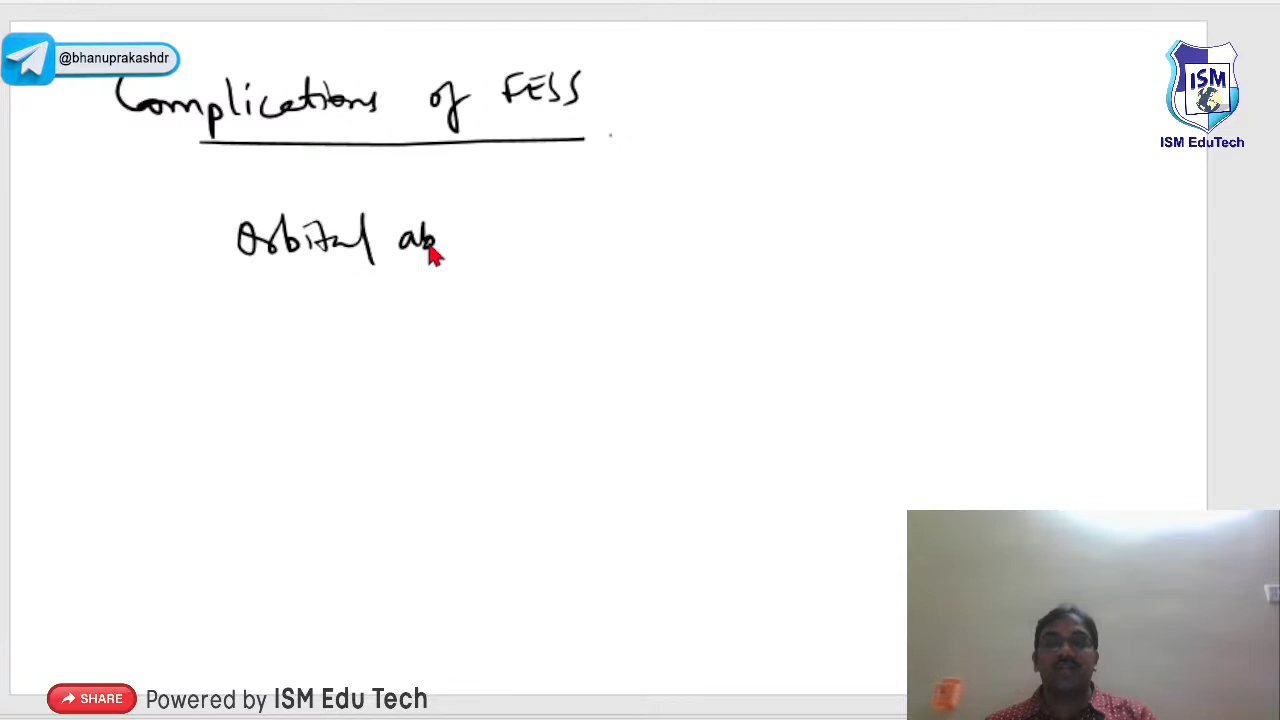 @bhanuprakashdr
Complications of FESS
Orbital ab
ISM
ISM EduTech
SHARE
Powered by ISM Edu Tech